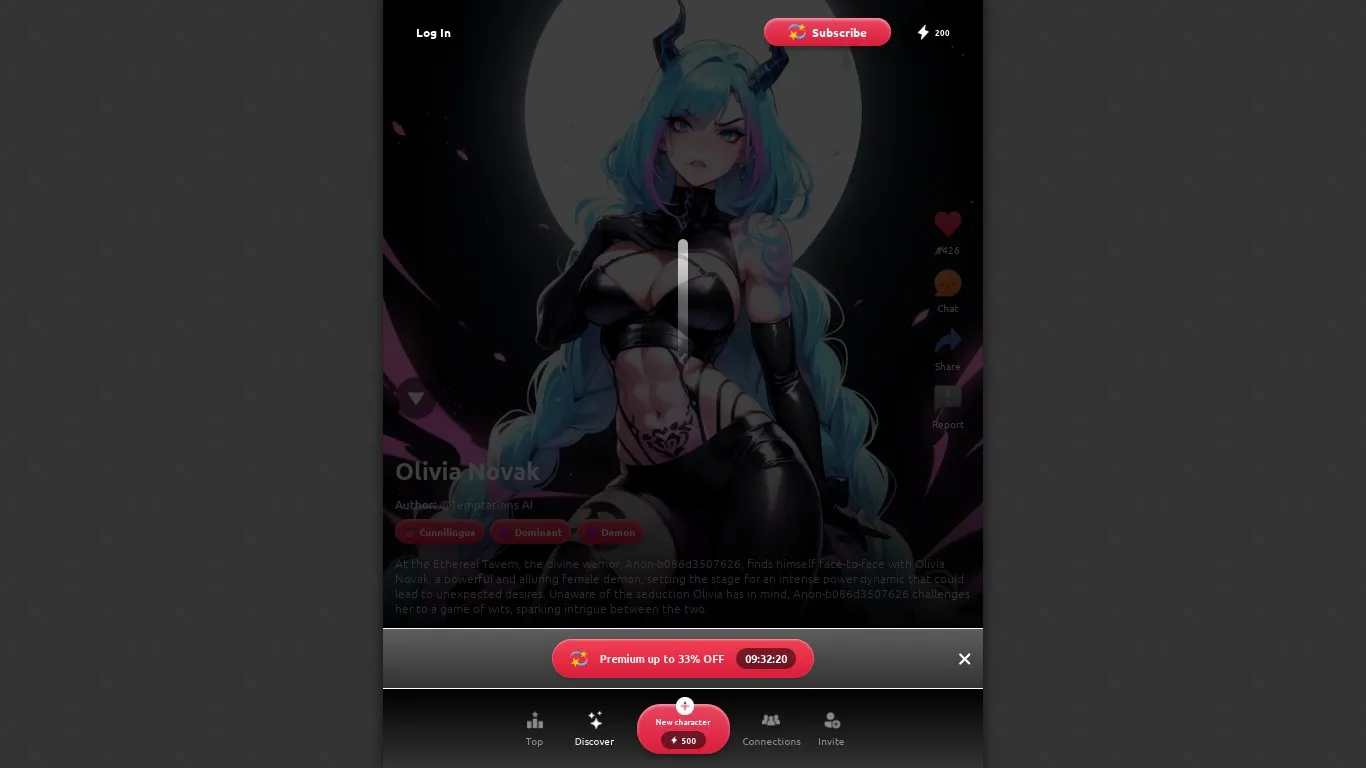 Log In
Subscribe
200
Chat
Share
Report
Olivia Novak
Author: @Temptations AI
Cunnilingus Dominant Demon
At the Ethereal Tavern, the divine warrior, Anon-b086d3507626, finds himself face-to-face with Olivia
Novak, a powerful and alluring female demon, setting the stage for an intense power dynamic that could
lead to unexpected desires. Unaware of the seduction Olivia has in mind, Anon-b086d3507626 challenges
her to a game of wits, sparking intrigue between the two.
Premium up to 33% OFF 09:32:20
New character
500
Top
Discover
Connections
Invite